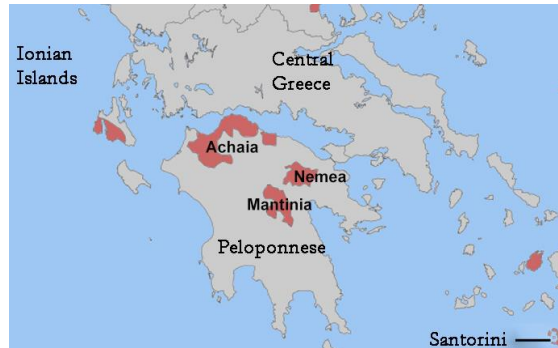 Ionian
Islands
Central
Greece
Achaia
Nemea
Mantinia
Peloponnese
Santorini